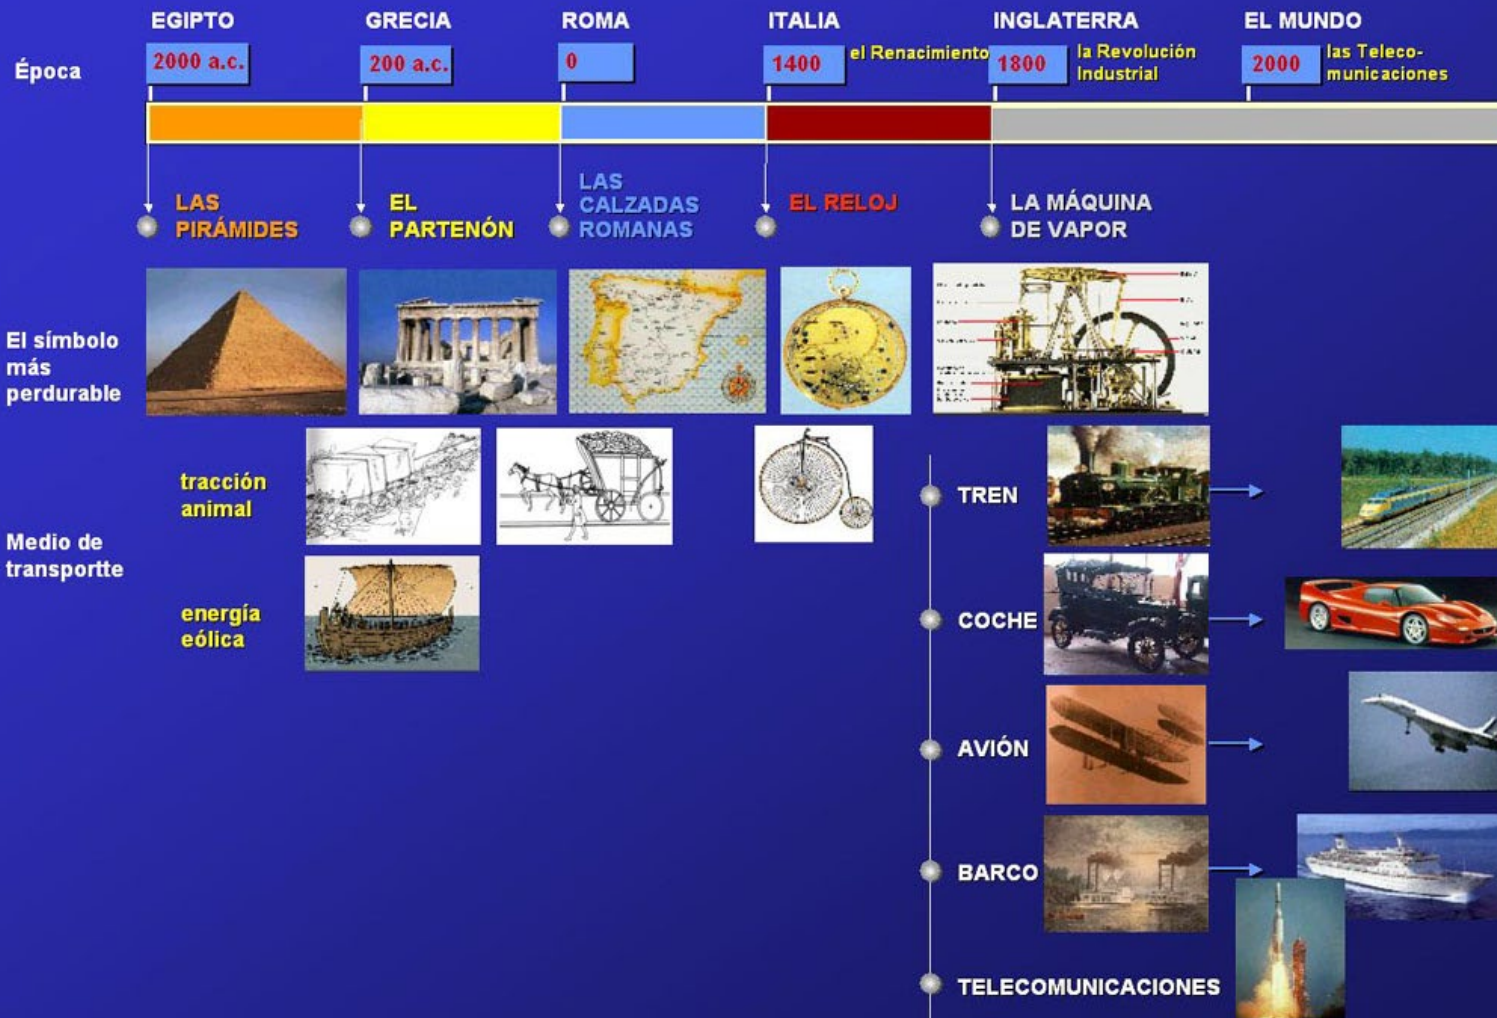 EGIPTO
GRECIA
ROMA
ITALIA
INGLATERRA
EL MUNDO
Época
2000 a.c.
200 a.c.
0
1400
el Renacimiento
1800
la Revolución
Industrial
2000
las Teleco-
municaciones
LAS
PIRÁMIDES
EL
PARTENÓN
LAS
CALZADAS
ROMANAS
EL RELOJ
LA MÁQUINA
DE VAPOR
El símbolo
más
perdurable
Medio de
transportte
tracción
animal
energía
eólica
TREN
COCHE
AVIÓN
BARCO
TELECOMUNICACIONES